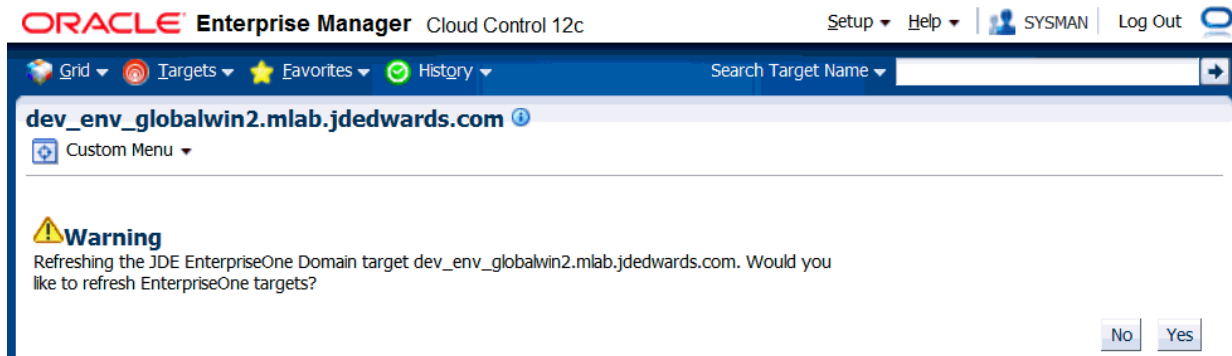 ORACLE Enterprise Manager Cloud Control 12c
Setup Help SYSMAN Log Out
Grid Targets Favorites History Search Target Name
dev_env_globalwin2.mlab.jdedwards.com
Custom Menu
Warning
Refreshing the JDE EnterpriseOne Domain target dev_env_globalwin2.mlab.jdedwards.com. Would you
like to refresh EnterpriseOne targets?
No Yes